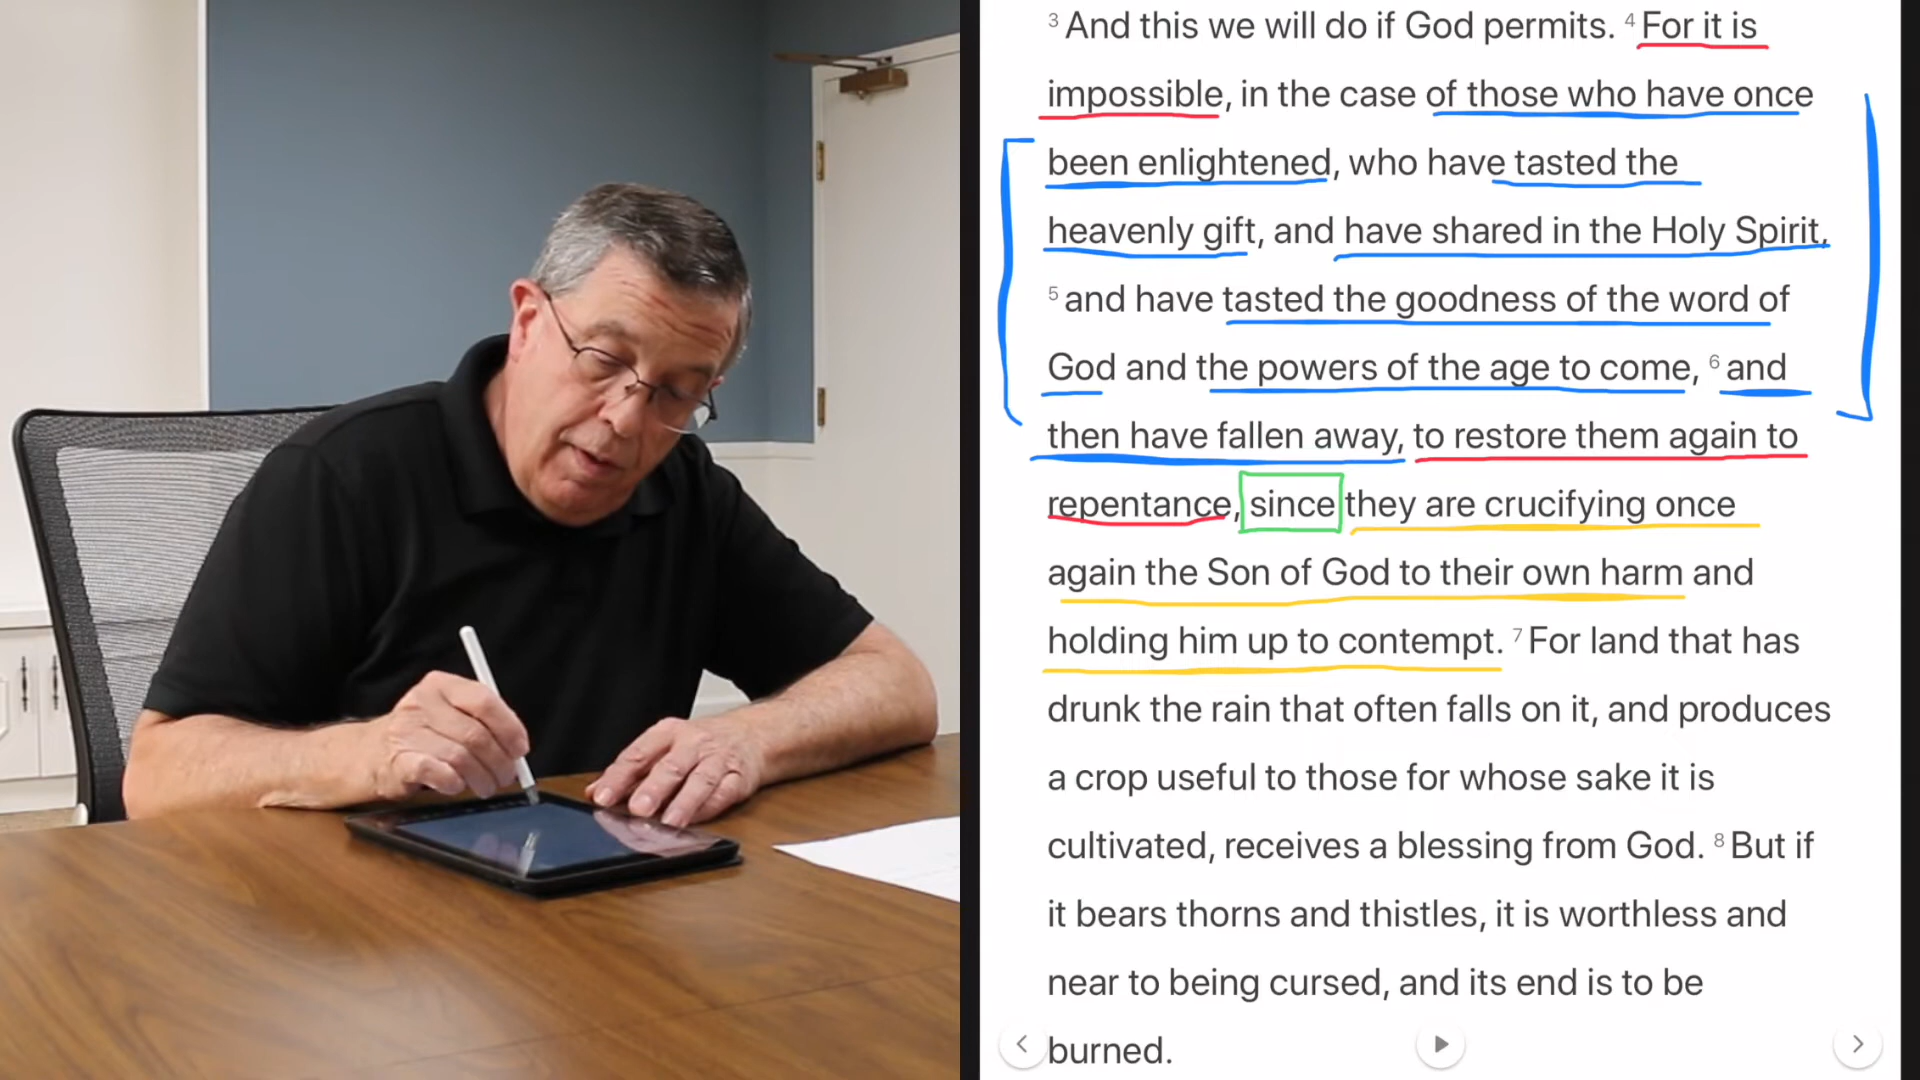 3 And this we will do if God permits. 4 For it is
impossible, in the case of those who have once
been enlightened, who have tasted the
heavenly gift, and have shared in the Holy Spirit,
5 and have tasted the goodness of the word of
God and the powers of the age to come, 6 and
then have fallen away, to restore them again to
repentance, since they are crucifying once
again the Son of God to their own harm and
holding him up to contempt. 7 For land that has
drunk the rain that often falls on it, and produces
a crop useful to those for whose sake it is
cultivated, receives a blessing from God. 8 But if
it bears thorns and thistles, it is worthless and
near to being cursed, and its end is to be
burned.